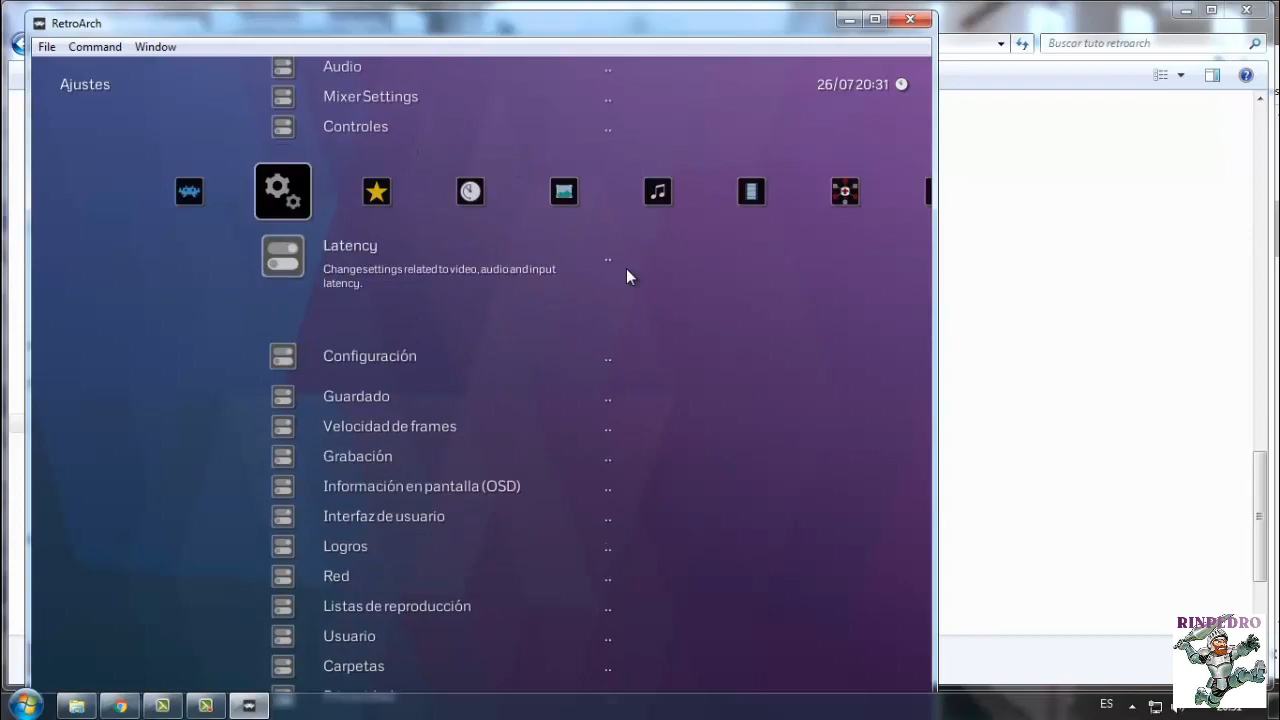 RetroArch
File Command Window
Buscar tuto retroarch
Ajustes
26/07 20:31
Audio ..
Mixer Settings ..
Controles ..
Latency ..
Change settings related to video, audio and input
latency.
Configuración ..
Guardado ..
Velocidad de frames ..
Grabación ..
Información en pantalla (OSD) ..
Interfaz de usuario ..
Logros ..
Red ..
Listas de reproducción ..
Usuario ..
Carpetas ..
RINPEDRO
ES